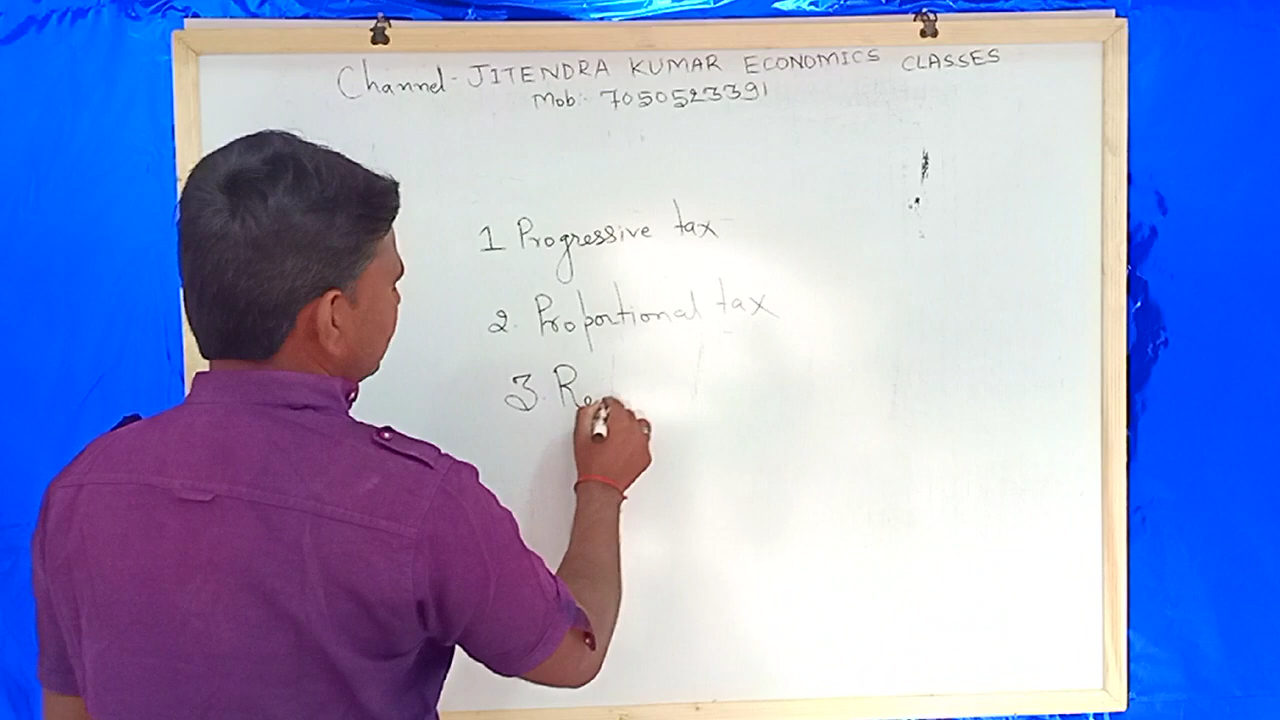 Channel- JITENDRA KUMAR ECONOMICS CLASSES
Mob:- 7050523391
1 Progressive tax
2. Proportional tax
3. Re